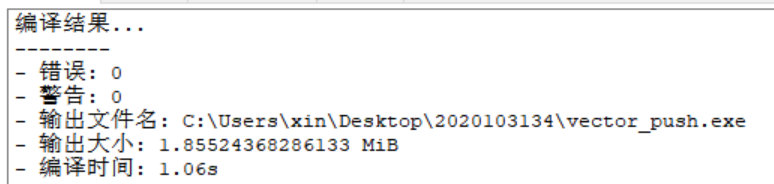 编译结果...
--------
- 错误: 0
- 警告: 0
- 输出文件名: C:\Users\xin\Desktop\2020103134\vector_push.exe
- 输出大小: 1.85524368286133 MiB
- 编译时间: 1.06s